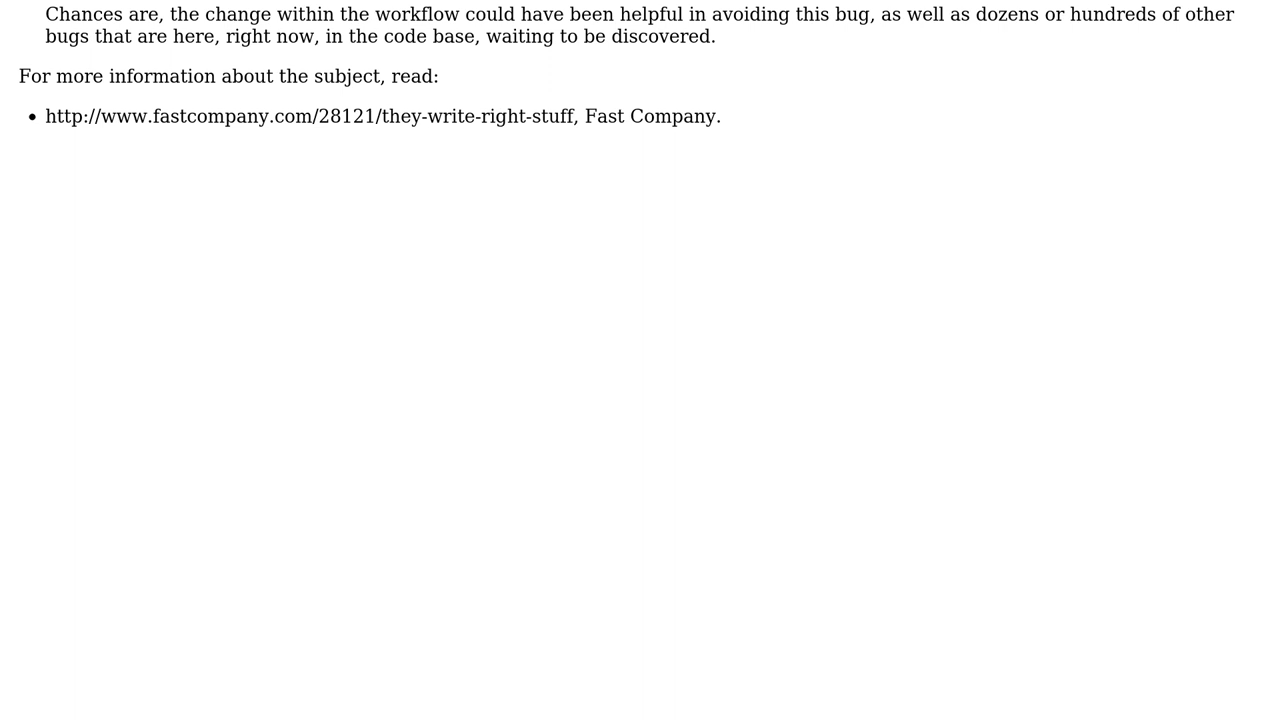 Chances are, the change within the workflow could have been helpful in avoiding this bug, as well as dozens or hundreds of other
bugs that are here, right now, in the code base, waiting to be discovered.
For more information about the subject, read:
• http://www.fastcompany.com/28121/they-write-right-stuff, Fast Company.